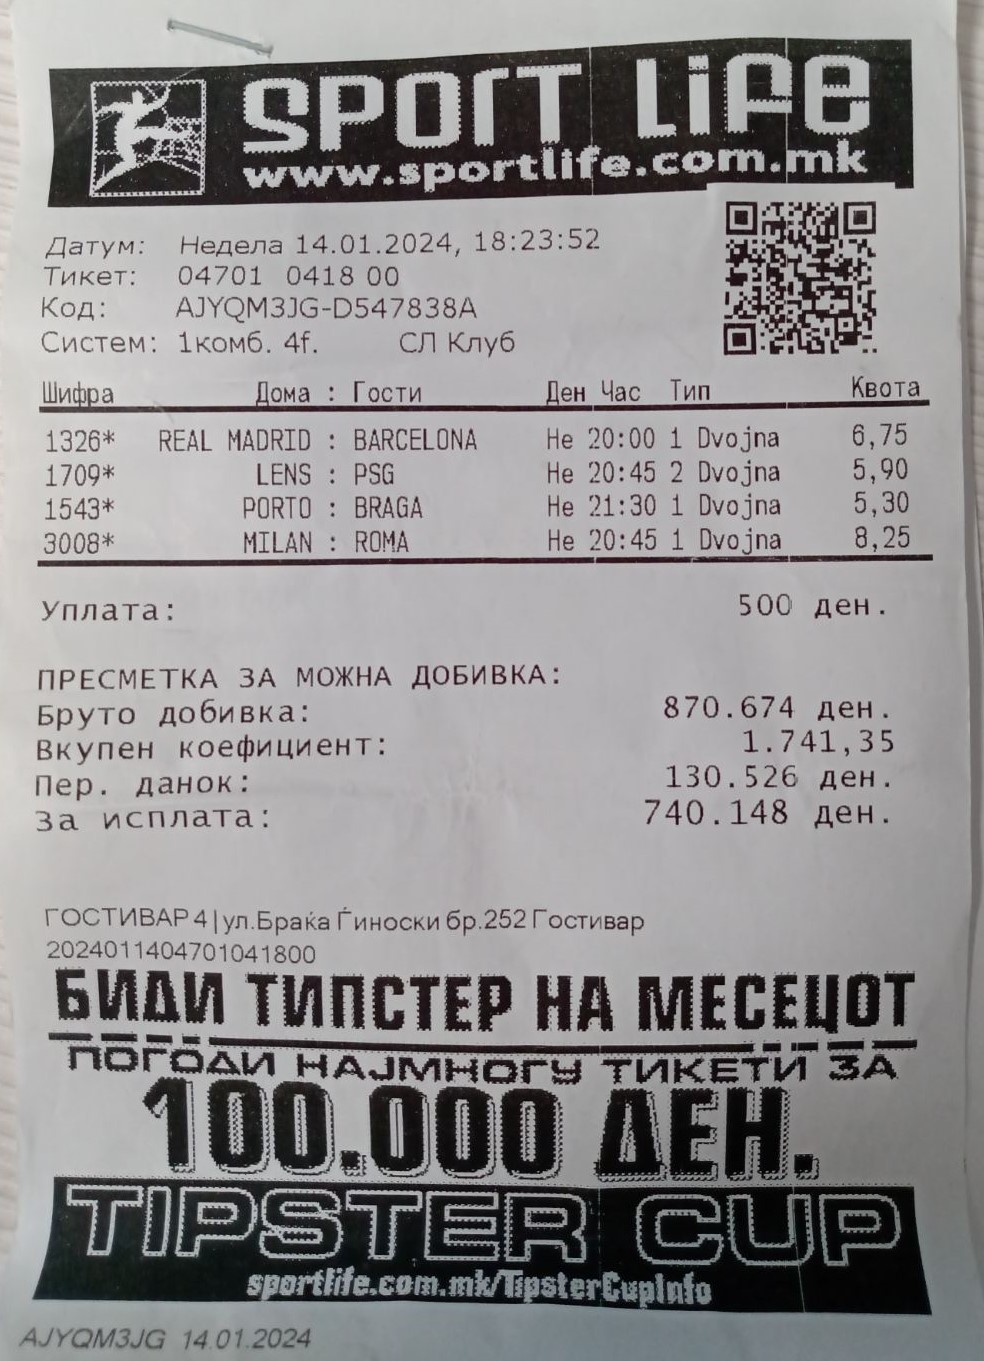 SPORT LIFE
www.sportlife.com.mk
Датум: Недела 14.01.2024, 18:23:52
Тикет: 04701 0418 00
Код: AJYQM3JG-D547838A
Систем: 1комб. 4f. СЛ Клуб
Шифра Дома : Гости Ден Час Тип Квота
1326* REAL MADRID : BARCELONA Не 20:00 1 Dvojna 6,75
1709* LENS : PSG Не 20:45 2 Dvojna 5,90
1543* PORTO : BRAGA Не 21:30 1 Dvojna 5,30
3008* MILAN : ROMA Не 20:45 1 Dvojna 8,25
Уплата: 500 ден.
ПРЕСМЕТКА ЗА МОЖНА ДОБИВКА:
Бруто добивка: 870.674 ден.
Вкупен коефициент: 1.741,35
Пер. данок: 130.526 ден.
За исплата: 740.148 ден.
ГОСТИВАР 4|ул.Браќа Ѓиноски бр.252 Гостивар
2024011404701041800
БИДИ ТИПСТЕР НА МЕСЕЦОТ
ПОГОДИ НАЈМНОГУ ТИКЕТИ ЗА
100.000 ДЕН.
TIPSTER CUP
sportlife.com.mk/TipsterCupInfo
AJYQM3JG 14.01.2024